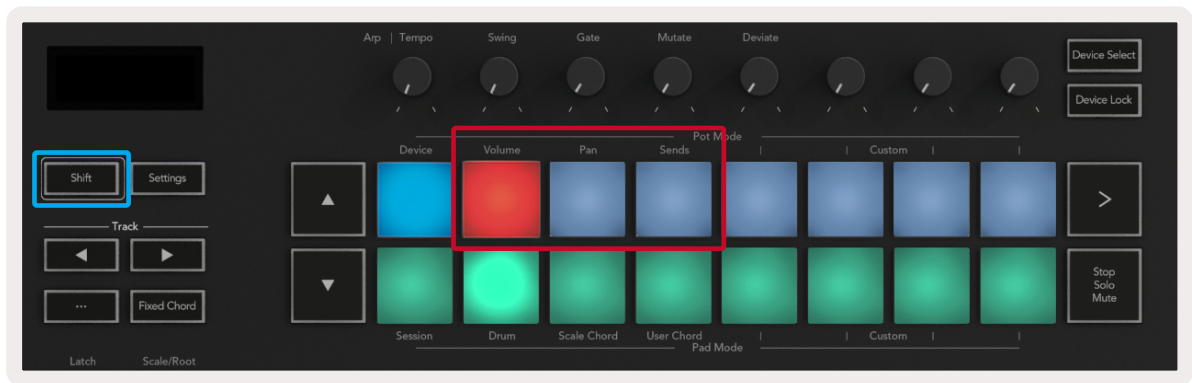 Arp | Tempo Swing Gate Mutate Deviate
Device Select
Device Lock
Pot Mode
Device Volume Pan Sends | | Custom | |
Shift Settings
▲ >
Track
◀ ▶
▼ Stop
Solo
Mute
... Fixed Chord
Session Drum Scale Chord User Chord | | Custom | |
Pad Mode
Latch Scale/Root